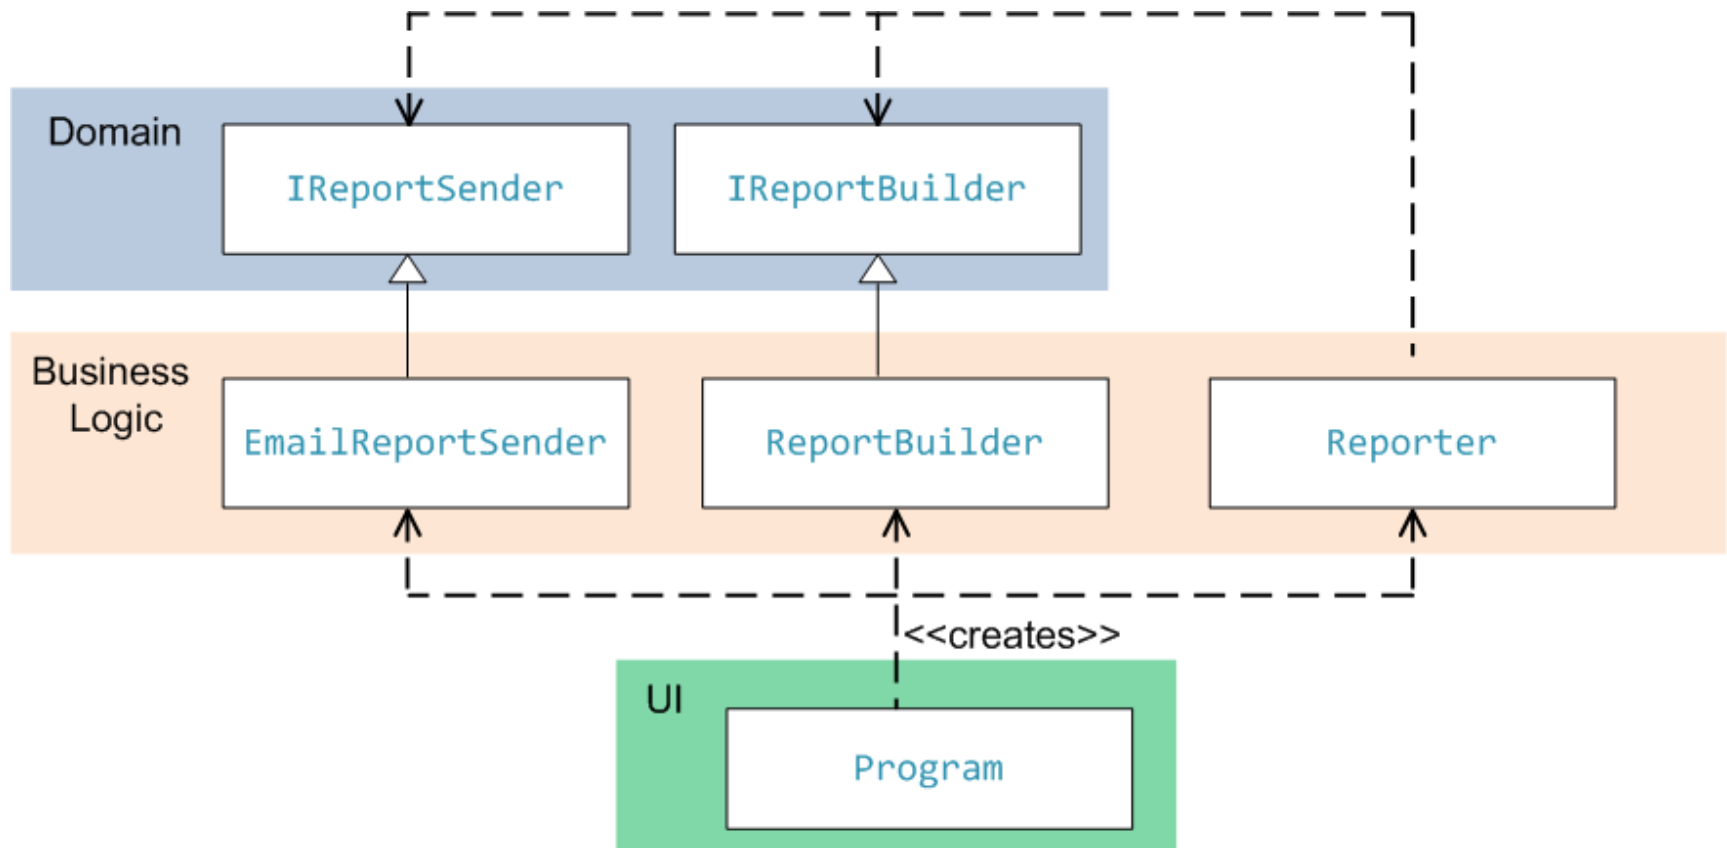 Domain
IReportSender
IReportBuilder
Business
Logic
EmailReportSender
ReportBuilder
Reporter
<<creates>>
UI
Program